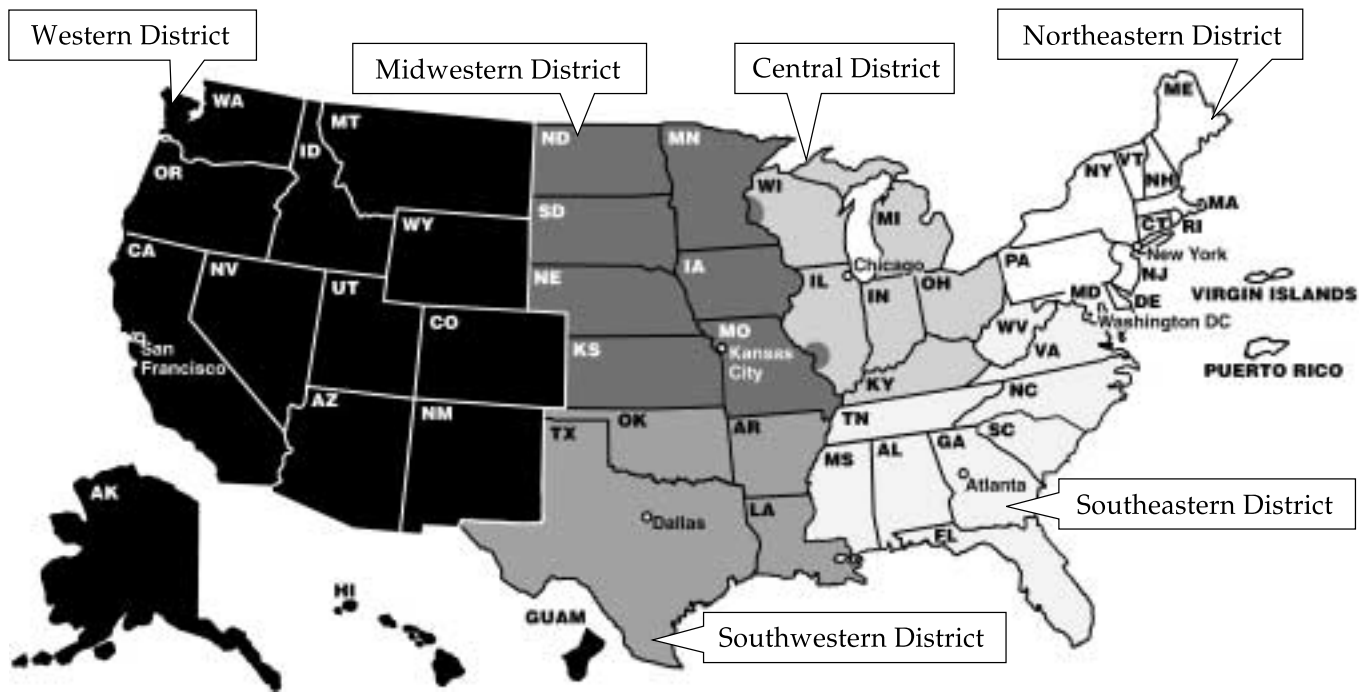 Western District
Midwestern District
Central District
Northeastern District
WA
MT
ND
MN
ME
ID
OR
VT
NY
NH
WI
SD
WY
MI
MA
CT
RI
CA
NV
New York
PA
IA
Chicago
NE
UT
IL
IN
OH
NJ
MD
DE
VIRGIN ISLANDS
CO
Washington DC
WV
MO
San
Francisco
KS
Kansas
City
VA
PUERTO RICO
KY
NC
AZ
NM
OK
AR
TN
TX
SC
GA
AL
MS
AK
Atlanta
Southeastern District
LA
Dallas
FL
HI
GUAM
Southwestern District